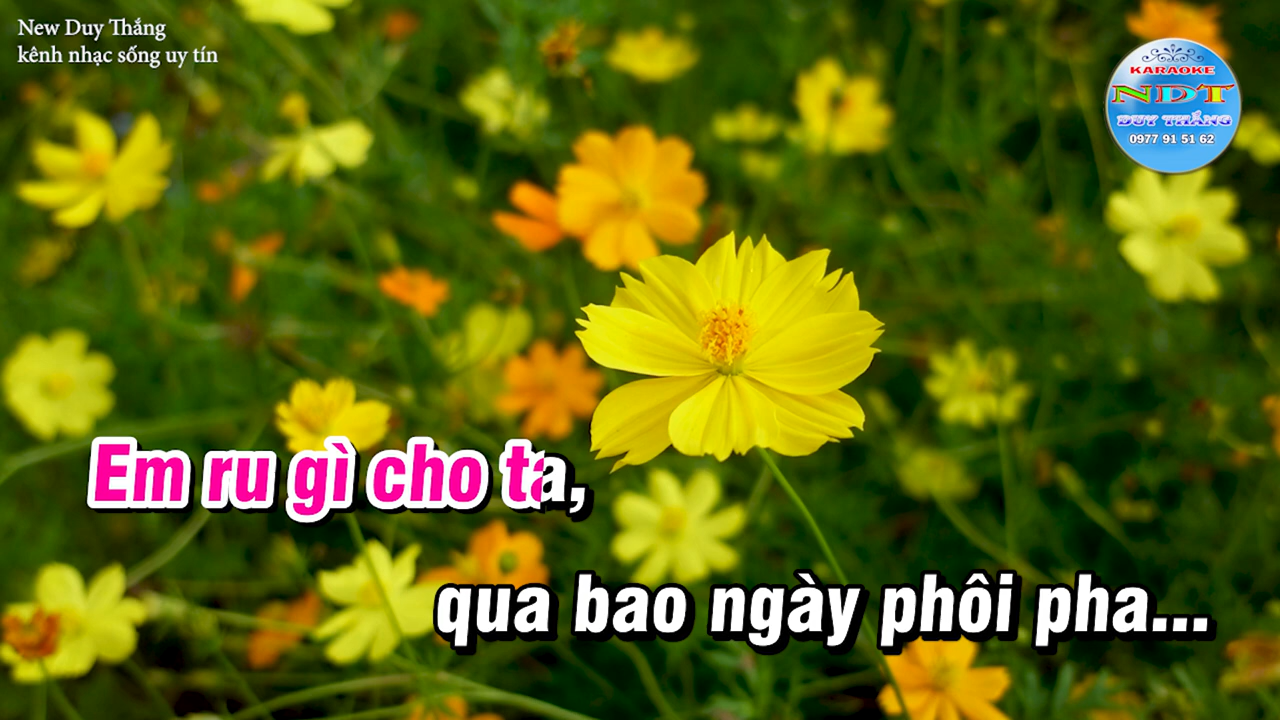 New Duy Thắng
kênh nhạc sống uy tín
KARAOKE
NDT
DUY THẮNG
0977 91 51 62
Em ru gì cho ta,
qua bao ngày phôi pha...